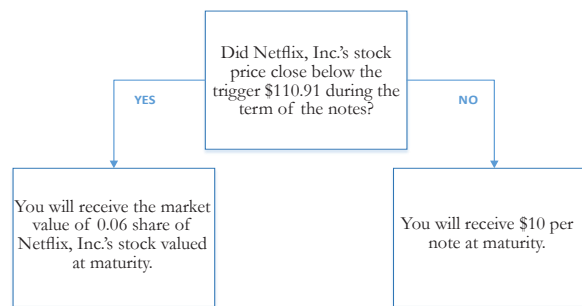 Did Netflix, Inc.'s stock
price close below the
trigger $110.91 during the
term of the notes?
YES
NO
You will receive the market
value of 0.06 share of
Netflix, Inc.'s stock valued
at maturity.
You will receive $10 per
note at maturity.